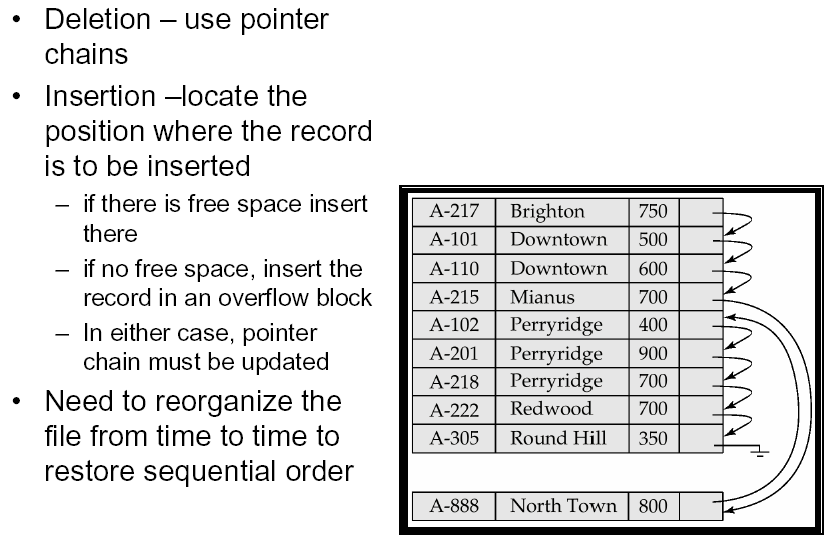 • Deletion – use pointer
chains
• Insertion –locate the
position where the record
is to be inserted
– if there is free space insert
there
– if no free space, insert the
record in an overflow block
– In either case, pointer
chain must be updated
• Need to reorganize the
file from time to time to
restore sequential order
A-217 Brighton 750
A-101 Downtown 500
A-110 Downtown 600
A-215 Mianus 700
A-102 Perryridge 400
A-201 Perryridge 900
A-218 Perryridge 700
A-222 Redwood 700
A-305 Round Hill 350
A-888 North Town 800